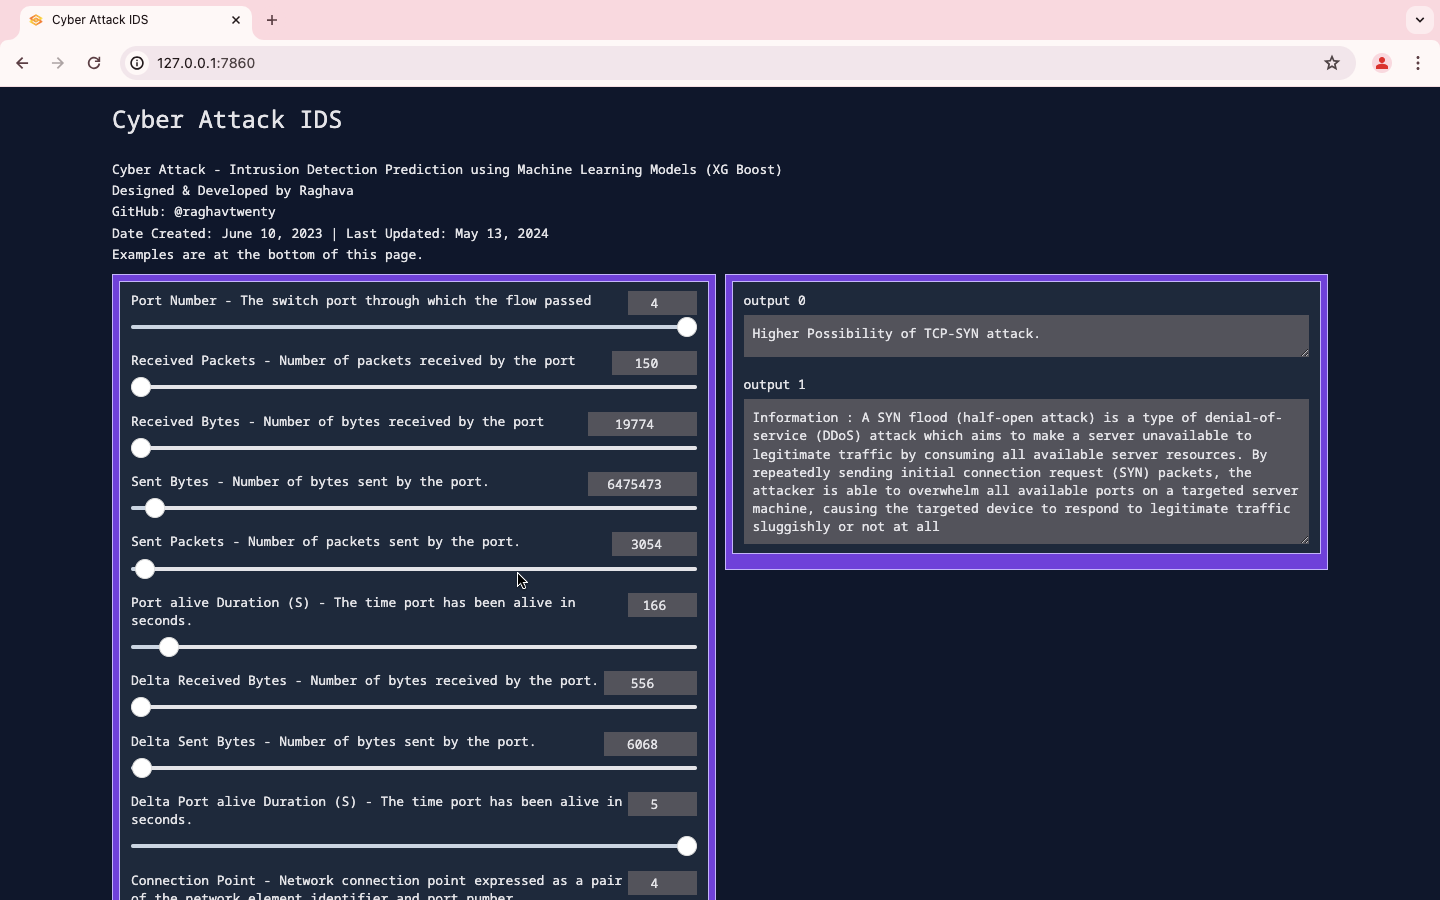 Cyber Attack IDS
127.0.0.1:7860
Cyber Attack IDS
Cyber Attack - Intrusion Detection Prediction using Machine Learning Models (XG Boost)
Designed & Developed by Raghava
GitHub: @raghavtwenty
Date Created: June 10, 2023 | Last Updated: May 13, 2024
Examples are at the bottom of this page.
Port Number - The switch port through which the flow passed
4
Received Packets - Number of packets received by the port
150
Received Bytes - Number of bytes received by the port
19774
Sent Bytes - Number of bytes sent by the port.
6475473
Sent Packets - Number of packets sent by the port.
3054
Port alive Duration (S) - The time port has been alive in
seconds.
166
Delta Received Bytes - Number of bytes received by the port.
556
Delta Sent Bytes - Number of bytes sent by the port.
6068
Delta Port alive Duration (S) - The time port has been alive in
seconds.
5
Connection Point - Network connection point expressed as a pair
of the network element identifier and port number
4
output 0
Higher Possibility of TCP-SYN attack.
output 1
Information : A SYN flood (half-open attack) is a type of denial-of-
service (DDoS) attack which aims to make a server unavailable to
legitimate traffic by consuming all available server resources. By
repeatedly sending initial connection request (SYN) packets, the
attacker is able to overwhelm all available ports on a targeted server
machine, causing the targeted device to respond to legitimate traffic
sluggishly or not at all